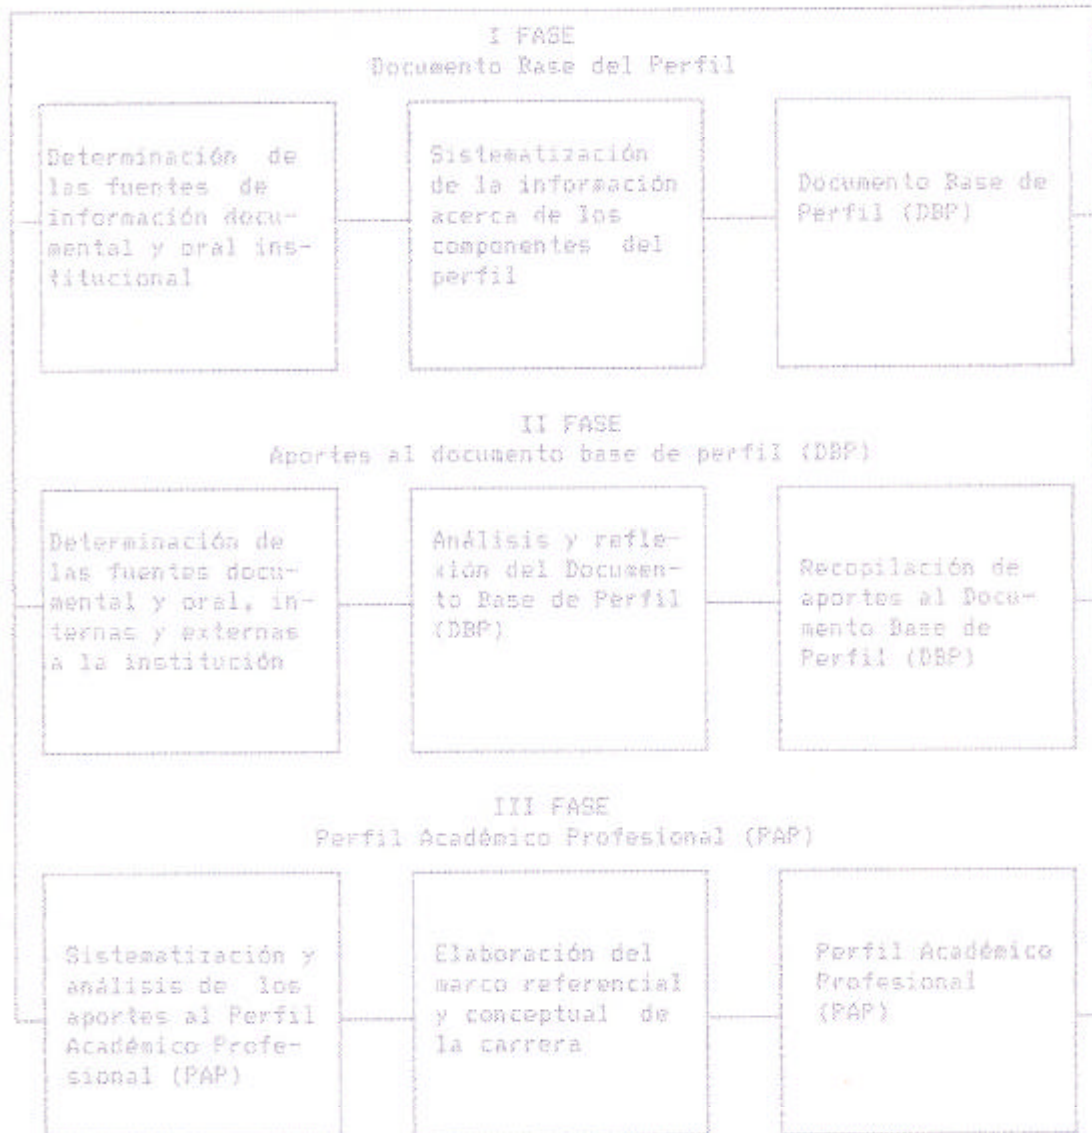 I FASE
Documento Base del Perfil
Determinación de
las fuentes de
información docu-
mental y oral ins-
titucional
Sistematización
de la información
acerca de los
componentes del
perfil
Documento Base de
Perfil (DBP)
II FASE
Aportes al documento base de perfil (DBP)
Determinación de
las fuentes docu-
mental y oral, in-
ternas y externas
a la institución
Análisis y refle-
xión del Documen-
to Base de Perfil
(DBP)
Recopilación de
aportes al Docu-
mento Base de
Perfil (DBP)
III FASE
Perfil Académico Profesional (PAP)
Sistematización y
análisis de los
aportes al Perfil
Académico Profe-
sional (PAP)
Elaboración del
marco referencial
y conceptual de
la carrera
Perfil Académico
Profesional
(PAP)